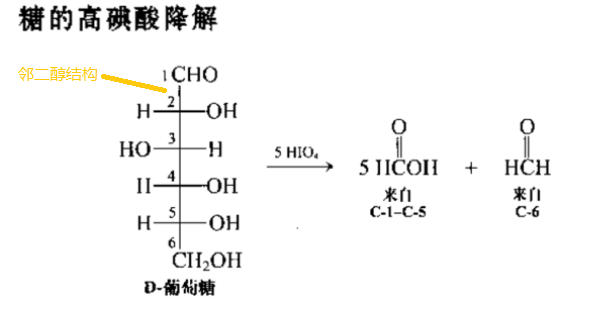 糖的高碘酸降解
邻二醇结构
1CHO
H 2 OH
HO 3 H
H 4 OH
H 5 OH
6
CH₂OH
D-葡萄糖
5 HIO₄
O
5 HCOH
来自
C-1–C-5
+
O
HCH
来自
C-6